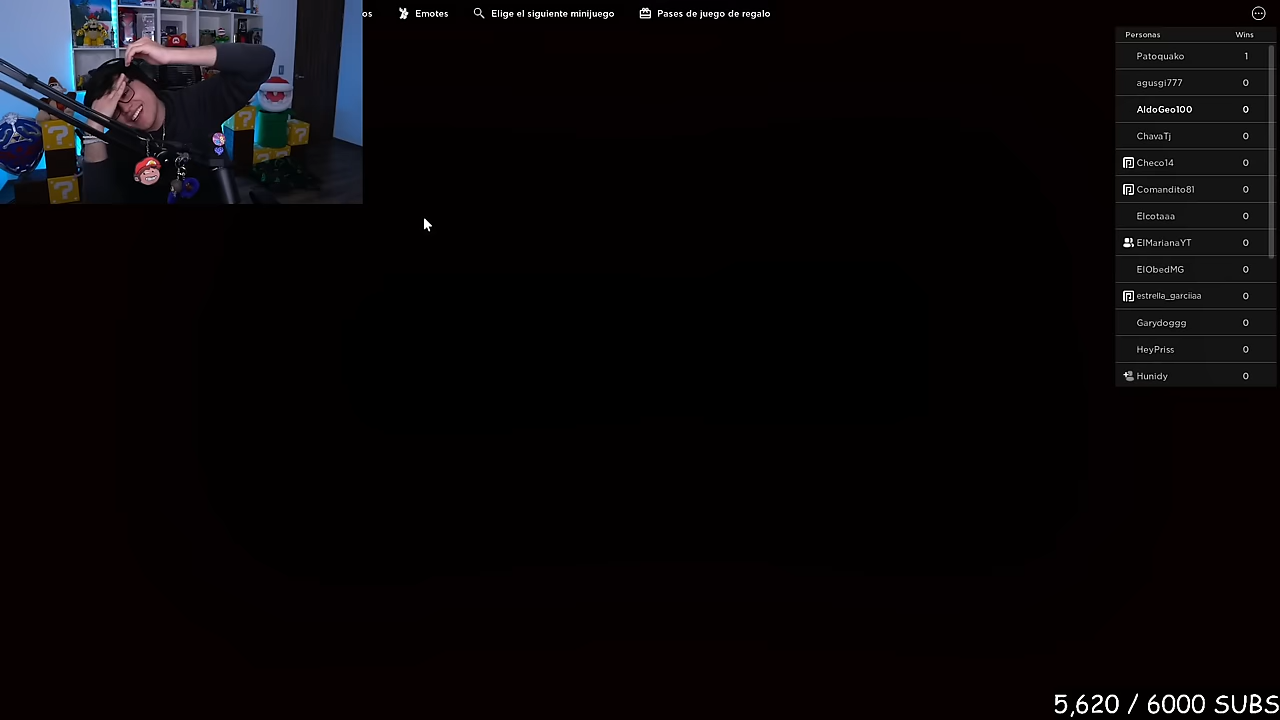 os Emotes Elige el siguiente minijuego Pases de juego de regalo
Personas Wins
Patoquako 1
agusgi777 0
AldoGeo100 0
ChavaTj 0
Checo14 0
Comandito81 0
Elcotaaa 0
ElMarianaYT 0
ElObedMG 0
estrella_garciiaa 0
Garydoggg 0
HeyPriss 0
Hunidy 0
? ? ?
5,620 / 6000 SUBS